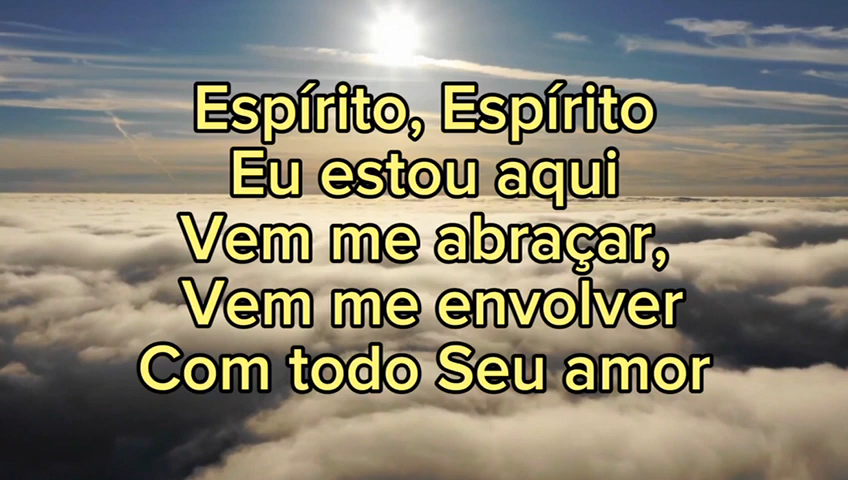 Espírito, Espírito
Eu estou aqui
Vem me abraçar,
Vem me envolver
Com todo Seu amor